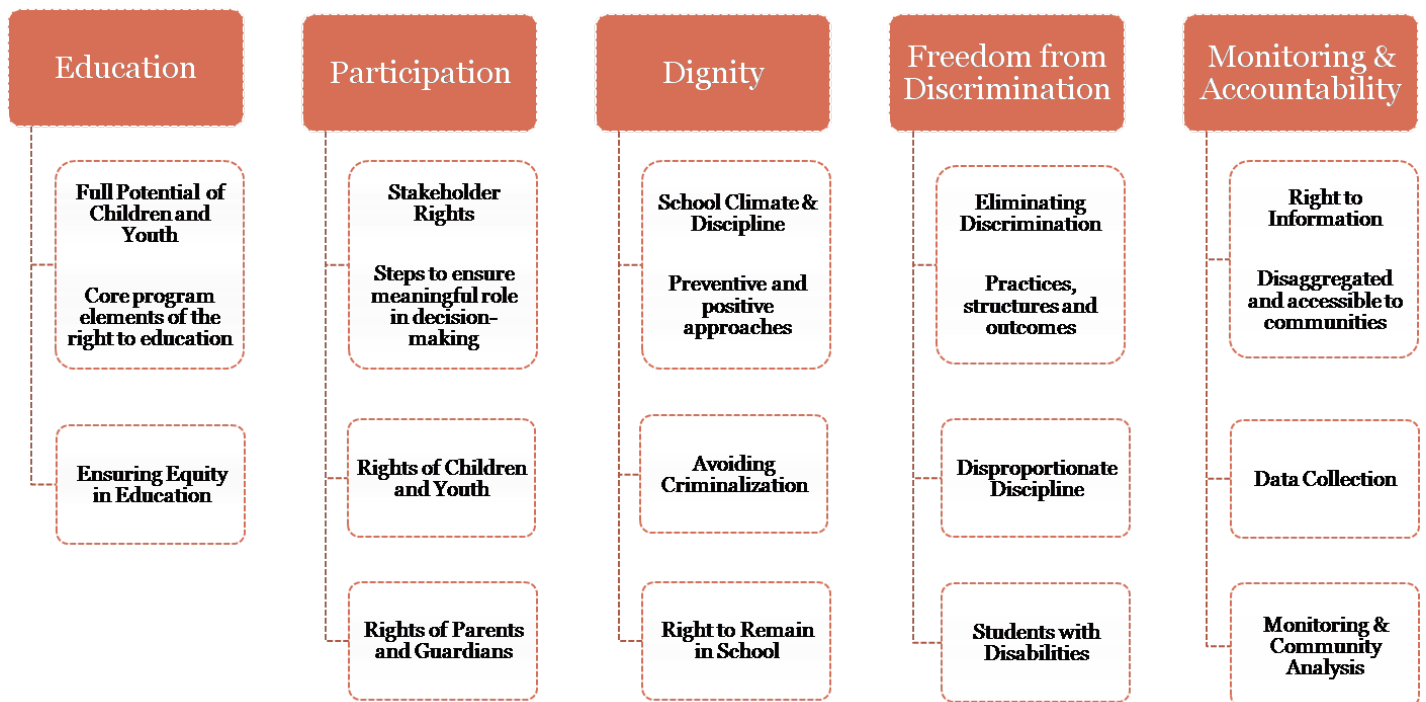 Education
Full Potential of
Children and
Youth
Core program
elements of the
right to education
Ensuring Equity
in Education
Participation
Stakeholder
Rights
Steps to ensure
meaningful role
in decision-
making
Rights of Children
and Youth
Rights of Parents
and Guardians
Dignity
School Climate &
Discipline
Preventive and
positive
approaches
Avoiding
Criminalization
Right to Remain
in School
Freedom from
Discrimination
Eliminating
Discrimination
Practices,
structures and
outcomes
Disproportionate
Discipline
Students with
Disabilities
Monitoring &
Accountability
Right to
Information
Disaggregated
and accessible to
communities
Data Collection
Monitoring &
Community
Analysis